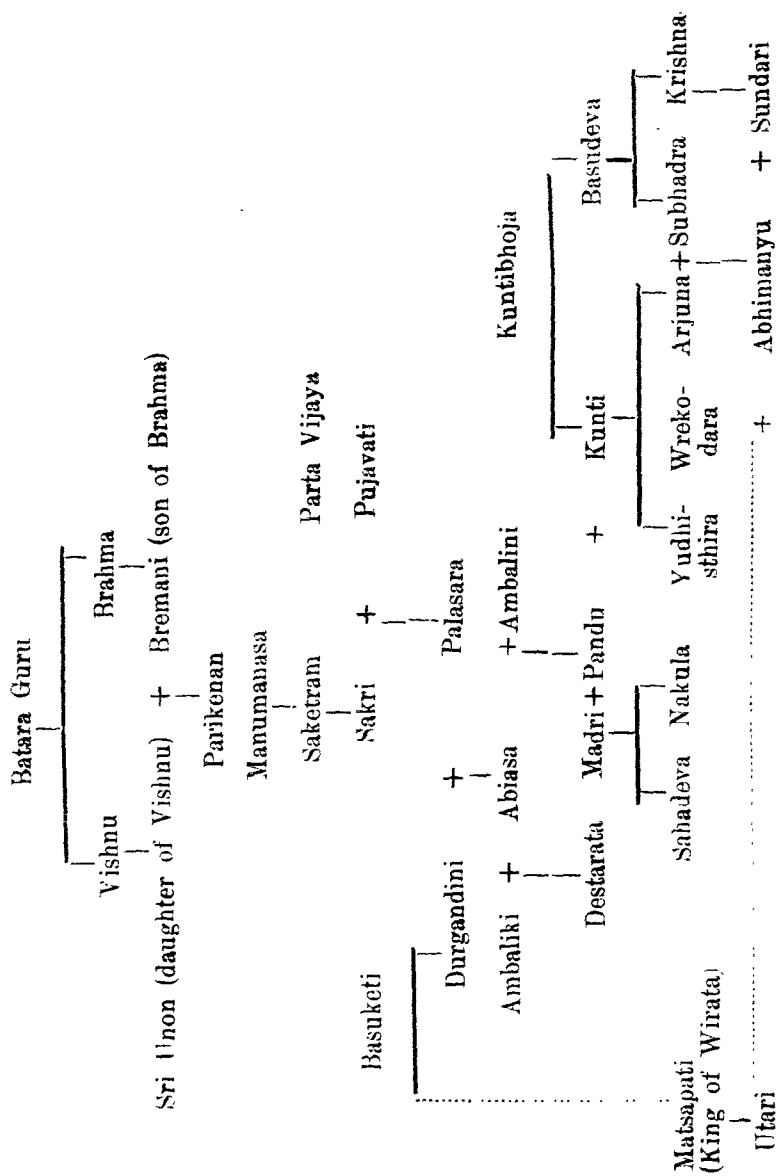 Batara Guru
Vishnu Brahma
Sri Unon (daughter of Vishnu) + Bremani (son of Brahma)
Parikenan
Manumanasa
Saketram Parta Vijaya
Sakri + Pujavati
Basuketi
Durgandini + Palasara
Kuntibhoja
Ambaliki + Abiasa + Ambalini
Destarata Madri + Pandu + Kunti Basudeva
Matsapati
(King of Wirata)
Sahadeva Nakula Yudhi-
sthira Wreko-
dara Arjuna + Subhadra Krishna
Utari + Abhimanyu + Sundari